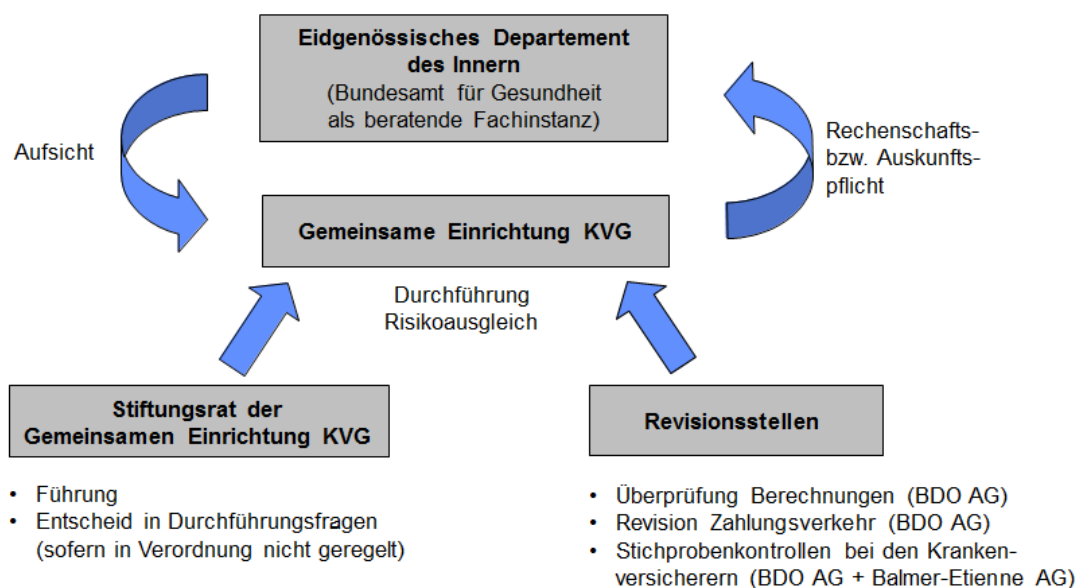 Eidgenössisches Departement
des Innern
(Bundesamt für Gesundheit
als beratende Fachinstanz)
Aufsicht
Rechenschafts-
bzw. Auskunfts-
pflicht
Gemeinsame Einrichtung KVG
Durchführung
Risikoausgleich
Stiftungsrat der
Gemeinsamen Einrichtung KVG
• Führung
• Entscheid in Durchführungsfragen
(sofern in Verordnung nicht geregelt)
Revisionsstellen
• Überprüfung Berechnungen (BDO AG)
• Revision Zahlungsverkehr (BDO AG)
• Stichprobenkontrollen bei den Kranken-
versicherern (BDO AG + Balmer-Etienne AG)